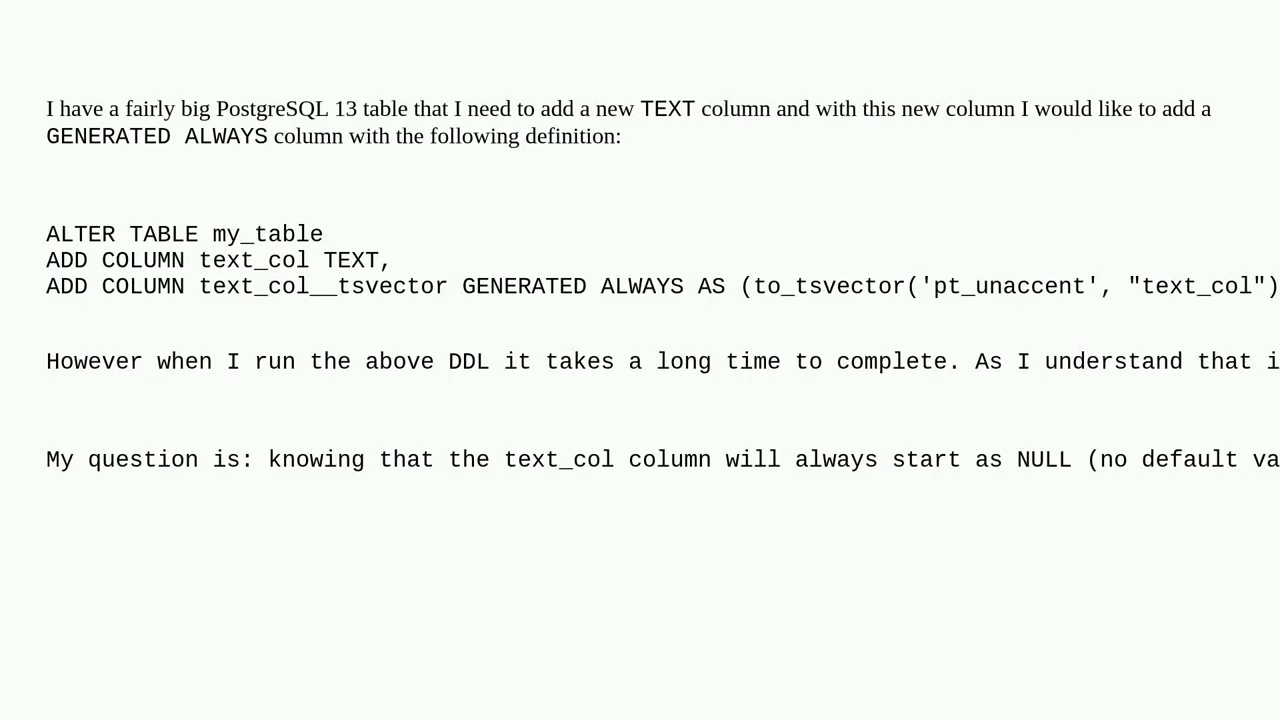 I have a fairly big PostgreSQL 13 table that I need to add a new TEXT column and with this new column I would like to add a
GENERATED ALWAYS column with the following definition:
ALTER TABLE my_table
ADD COLUMN text_col TEXT,
ADD COLUMN text_col__tsvector GENERATED ALWAYS AS (to_tsvector('pt_unaccent', "text_col")
However when I run the above DDL it takes a long time to complete. As I understand that i
My question is: knowing that the text_col column will always start as NULL (no default va